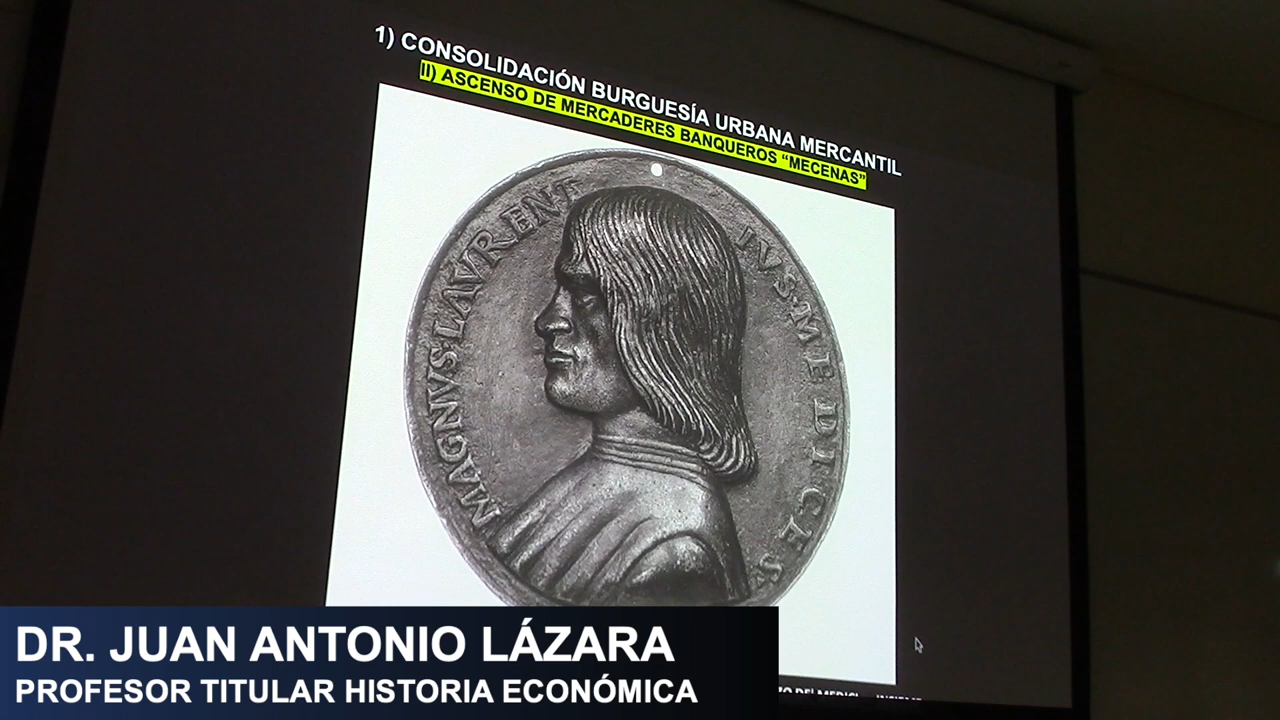 1) CONSOLIDACIÓN BURGUESÍA URBANA MERCANTIL
II) ASCENSO DE MERCADERES BANQUEROS “MECENAS”
MAGNVS·LAVRENT
IVS·MEDICES·
DR. JUAN ANTONIO LÁZARA
PROFESOR TITULAR HISTORIA ECONÓMICA